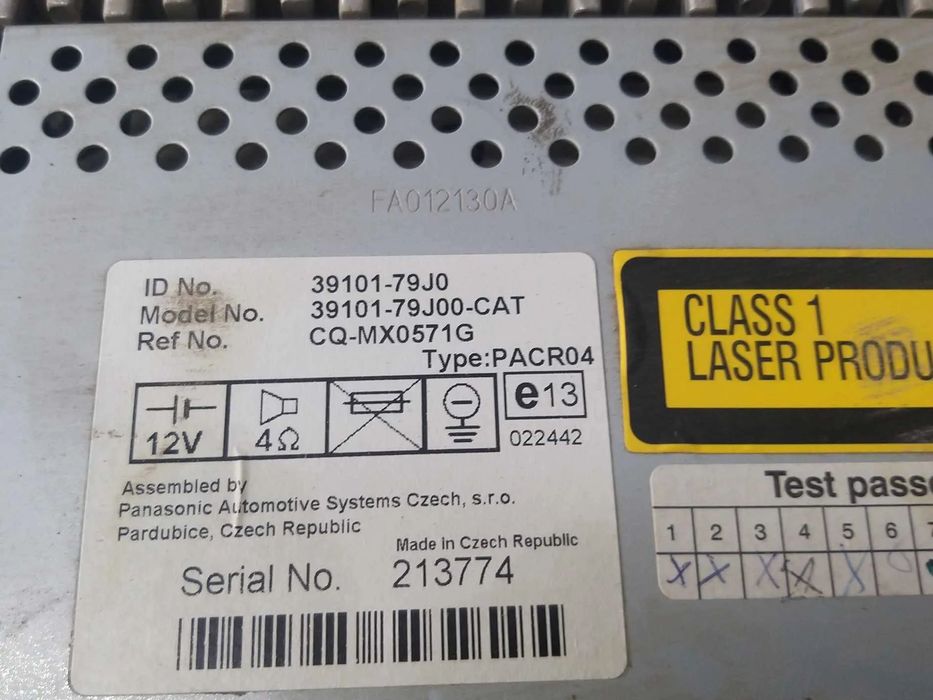 FA012130A
ID No. 39101-79J0
Model No. 39101-79J00-CAT
Ref No. CQ-MX0571G
Type:PACR04
12V
4Ω
e13
022442
Assembled by
Panasonic Automotive Systems Czech, s.r.o.
Pardubice, Czech Republic
Made in Czech Republic
Serial No. 213774
CLASS 1
LASER PRODU
Test passe
1 2 3 4 5 6 7
X X X X X